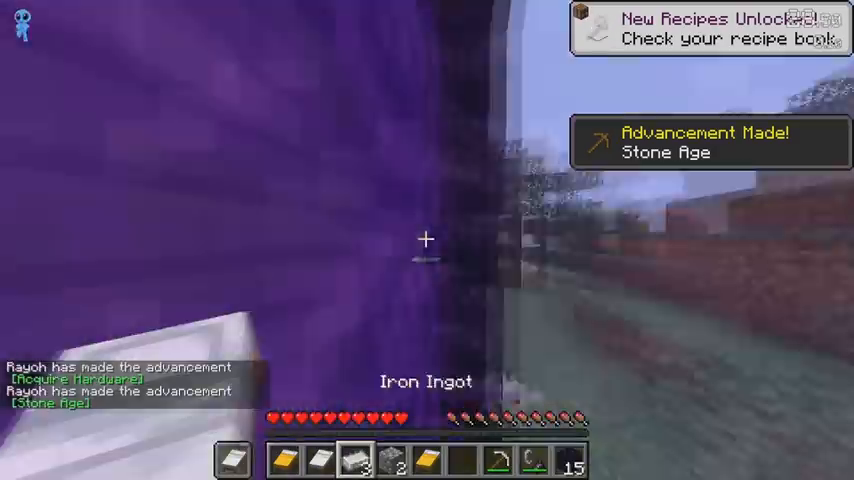 New Recipes Unlocked!
Check your recipe book
Advancement Made!
Stone Age
Rayoh has made the advancement
[Acquire Hardware]
Rayoh has made the advancement
[Stone Age]
Iron Ingot
3
2
15